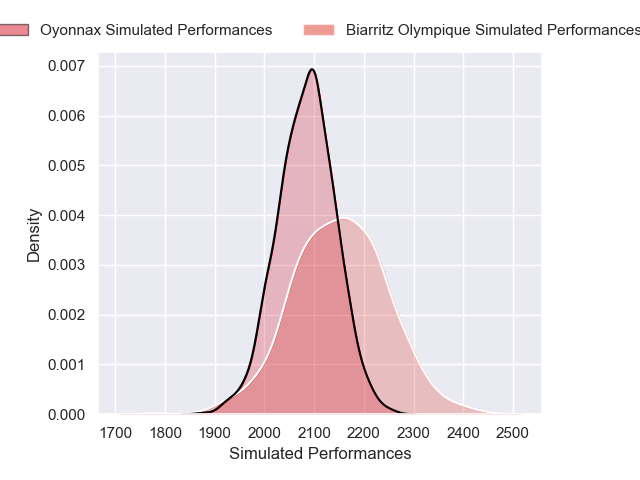 Oyonnax Simulated Performances
Biarritz Olympique Simulated Performances
0.007
0.006
0.005
0.004
0.003
0.002
0.001
0.000
Density
1700 1800 1900 2000 2100 2200 2300 2400 2500
Simulated Performances